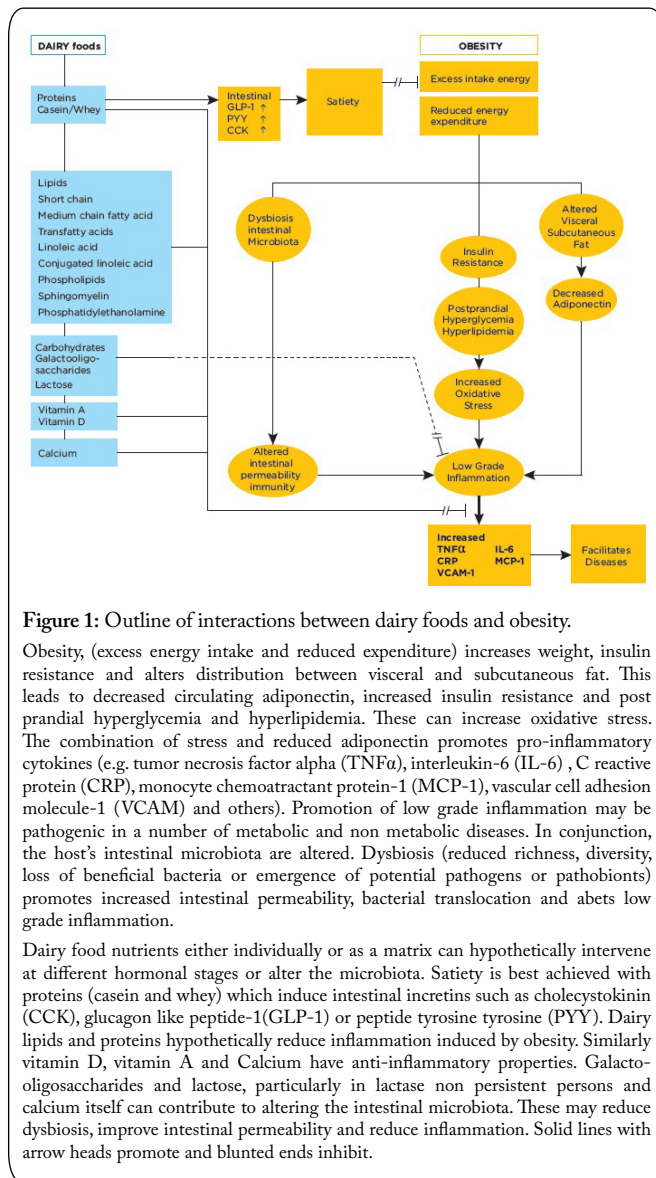 DAIRY foods
OBESITY
Proteins
Casein/Whey
Intestinal
GLP-1 ↑
PYY ↑
CCK ↑
Satiety
Excess intake energy
Reduced energy
expenditure
Lipids
Short chain
Medium chain fatty acid
Transfatty acids
Linoleic acid
Conjugated linoleic acid
Phospholipids
Sphingomyelin
Phosphatidylethanolamine
Dysbiosis
intestinal
Microbiota
Altered
Visceral
Subcutaneous
Fat
Insulin
Resistance
Decreased
Adiponectin
Postprandial
Hyperglycemia
Hyperlipidemia
Carbohydrates
Galactooligo-
saccharides
Lactose
Increased
Oxidative
Stress
Vitamin A
Vitamin D
Calcium
Altered
intestinal
permeability
immunity
Low Grade
Inflammation
Increased
TNFα IL-6
CRP MCP-1
VCAM-1
Facilitates
Diseases
Figure 1: Outline of interactions between dairy foods and obesity.
Obesity, (excess energy intake and reduced expenditure) increases weight, insulin
resistance and alters distribution between visceral and subcutaneous fat. This
leads to decreased circulating adiponectin, increased insulin resistance and post
prandial hyperglycemia and hyperlipidemia. These can increase oxidative stress.
The combination of stress and reduced adiponectin promotes pro-inflammatory
cytokines (e.g. tumor necrosis factor alpha (TNFα), interleukin-6 (IL-6) , C reactive
protein (CRP), monocyte chemoatractant protein-1 (MCP-1), vascular cell adhesion
molecule-1 (VCAM) and others). Promotion of low grade inflammation may be
pathogenic in a number of metabolic and non metabolic diseases. In conjunction,
the host's intestinal microbiota are altered. Dysbiosis (reduced richness, diversity,
loss of beneficial bacteria or emergence of potential pathogens or pathobionts)
promotes increased intestinal permeability, bacterial translocation and abets low
grade inflammation.
Dairy food nutrients either individually or as a matrix can hypothetically intervene
at different hormonal stages or alter the microbiota. Satiety is best achieved with
proteins (casein and whey) which induce intestinal incretins such as cholecystokinin
(CCK), glucagon like peptide-1(GLP-1) or peptide tyrosine tyrosine (PYY). Dairy
lipids and proteins hypothetically reduce inflammation induced by obesity. Similarly
vitamin D, vitamin A and Calcium have anti-inflammatory properties. Galacto-
oligosaccharides and lactose, particularly in lactase non persistent persons and
calcium itself can contribute to altering the intestinal microbiota. These may reduce
dysbiosis, improve intestinal permeability and reduce inflammation. Solid lines with
arrow heads promote and blunted ends inhibit.